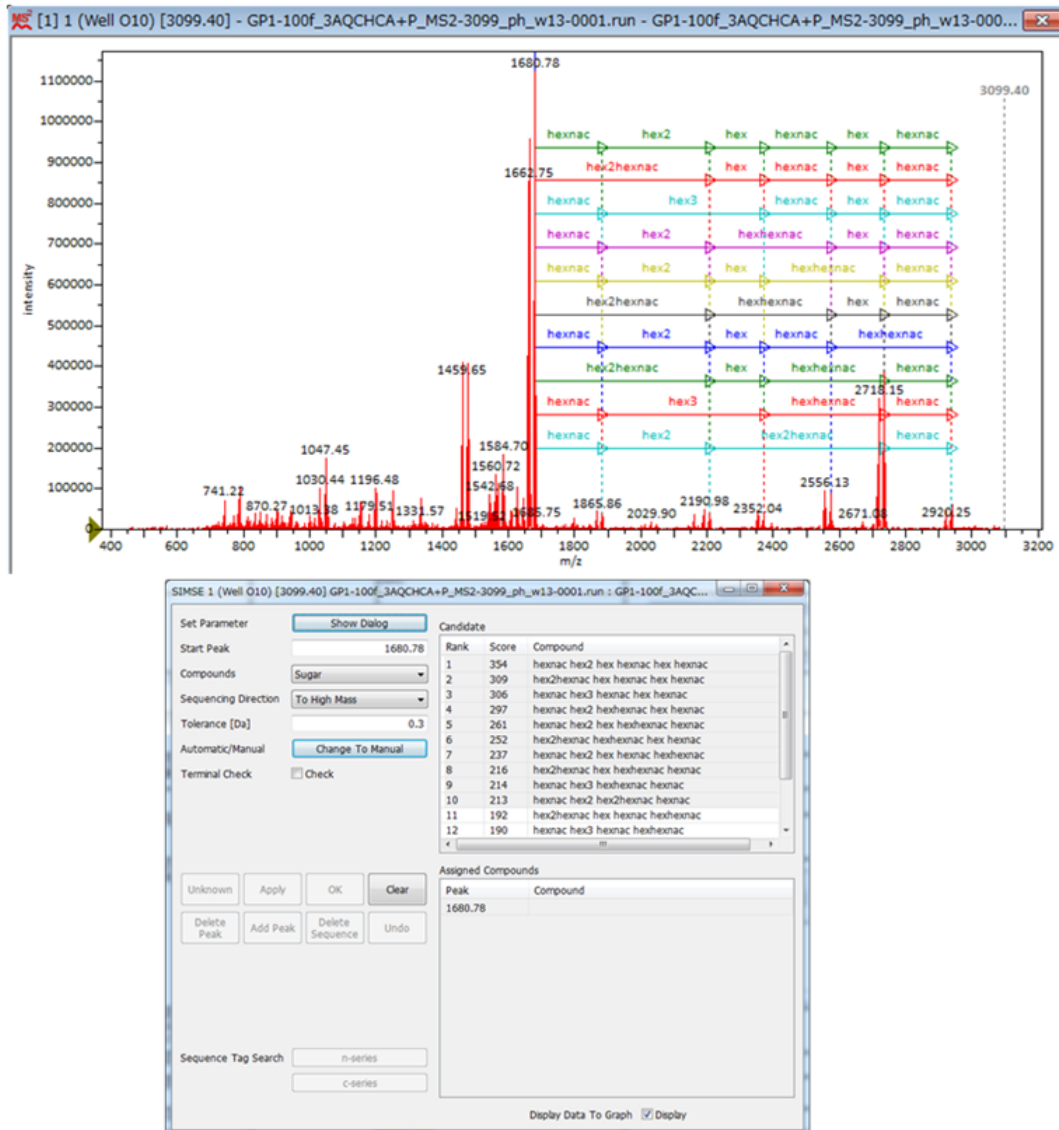 [1] 1 (Well O10) [3099.40] - GP1-100f_3AQCHCA+P_MS2-3099_ph_w13-0001.run - GP1-100f_3AQCHCA+P_MS2-3099_ph_w13-000...
1680.78
1100000
3099.40
1000000
hexnac hex2 hex hexnac hex hexnac
900000
1662.75
hex2hexnac hex hexnac hex hexnac
800000
hexnac hex3 hexnac hex hexnac
700000
hexnac hex2 hexhexnac hex hexnac
intensity
600000
hexnac hex2 hex hexhexnac hexnac
hex2hexnac hexhexnac hex hexnac
500000
hexnac hex2 hex hexnac hexhexnac
400000
1459.65
hex2hexnac hex hexhexnac hexnac
2718.15
300000
hexnac hex3 hexhexnac hexnac
200000
hexnac hex2 hex2hexnac hexnac
1047.45
1584.70
1030.44
1196.48
1560.72
100000
741.22
1542.68
2556.13
870.27
1013.38
1179.51
1331.57
1685.75
1865.86
2190.98
1519.62
2029.90
2352.04
2671.08
2920.25
0
400 600 800 1000 1200 1400 1600 1800 2000 2200 2400 2600 2800 3000 3200
m/z
SIMSE 1 (Well O10) [3099.40] GP1-100f_3AQCHCA+P_MS2-3099_ph_w13-0001.run : GP1-100f_3AQC...
Set Parameter Show Dialog
Start Peak 1680.78
Compounds Sugar
Sequencing Direction To High Mass
Tolerance [Da] 0.3
Automatic/Manual Change To Manual
Terminal Check Check
Candidate
Rank Score Compound
1 354 hexnac hex2 hex hexnac hex hexnac
2 309 hex2hexnac hex hexnac hex hexnac
3 306 hexnac hex3 hexnac hex hexnac
4 297 hexnac hex2 hexhexnac hex hexnac
5 261 hexnac hex2 hex hexhexnac hexnac
6 252 hex2hexnac hexhexnac hex hexnac
7 237 hexnac hex2 hex hexnac hexhexnac
8 216 hex2hexnac hex hexhexnac hexnac
9 214 hexnac hex3 hexhexnac hexnac
10 213 hexnac hex2 hex2hexnac hexnac
11 192 hex2hexnac hex hexnac hexhexnac
12 190 hexnac hex3 hexnac hexhexnac
Unknown Apply OK Clear
Delete Peak Add Peak Delete Sequence Undo
Assigned Compounds
Peak Compound
1680.78
Sequence Tag Search n-series
c-series
Display Data To Graph Display